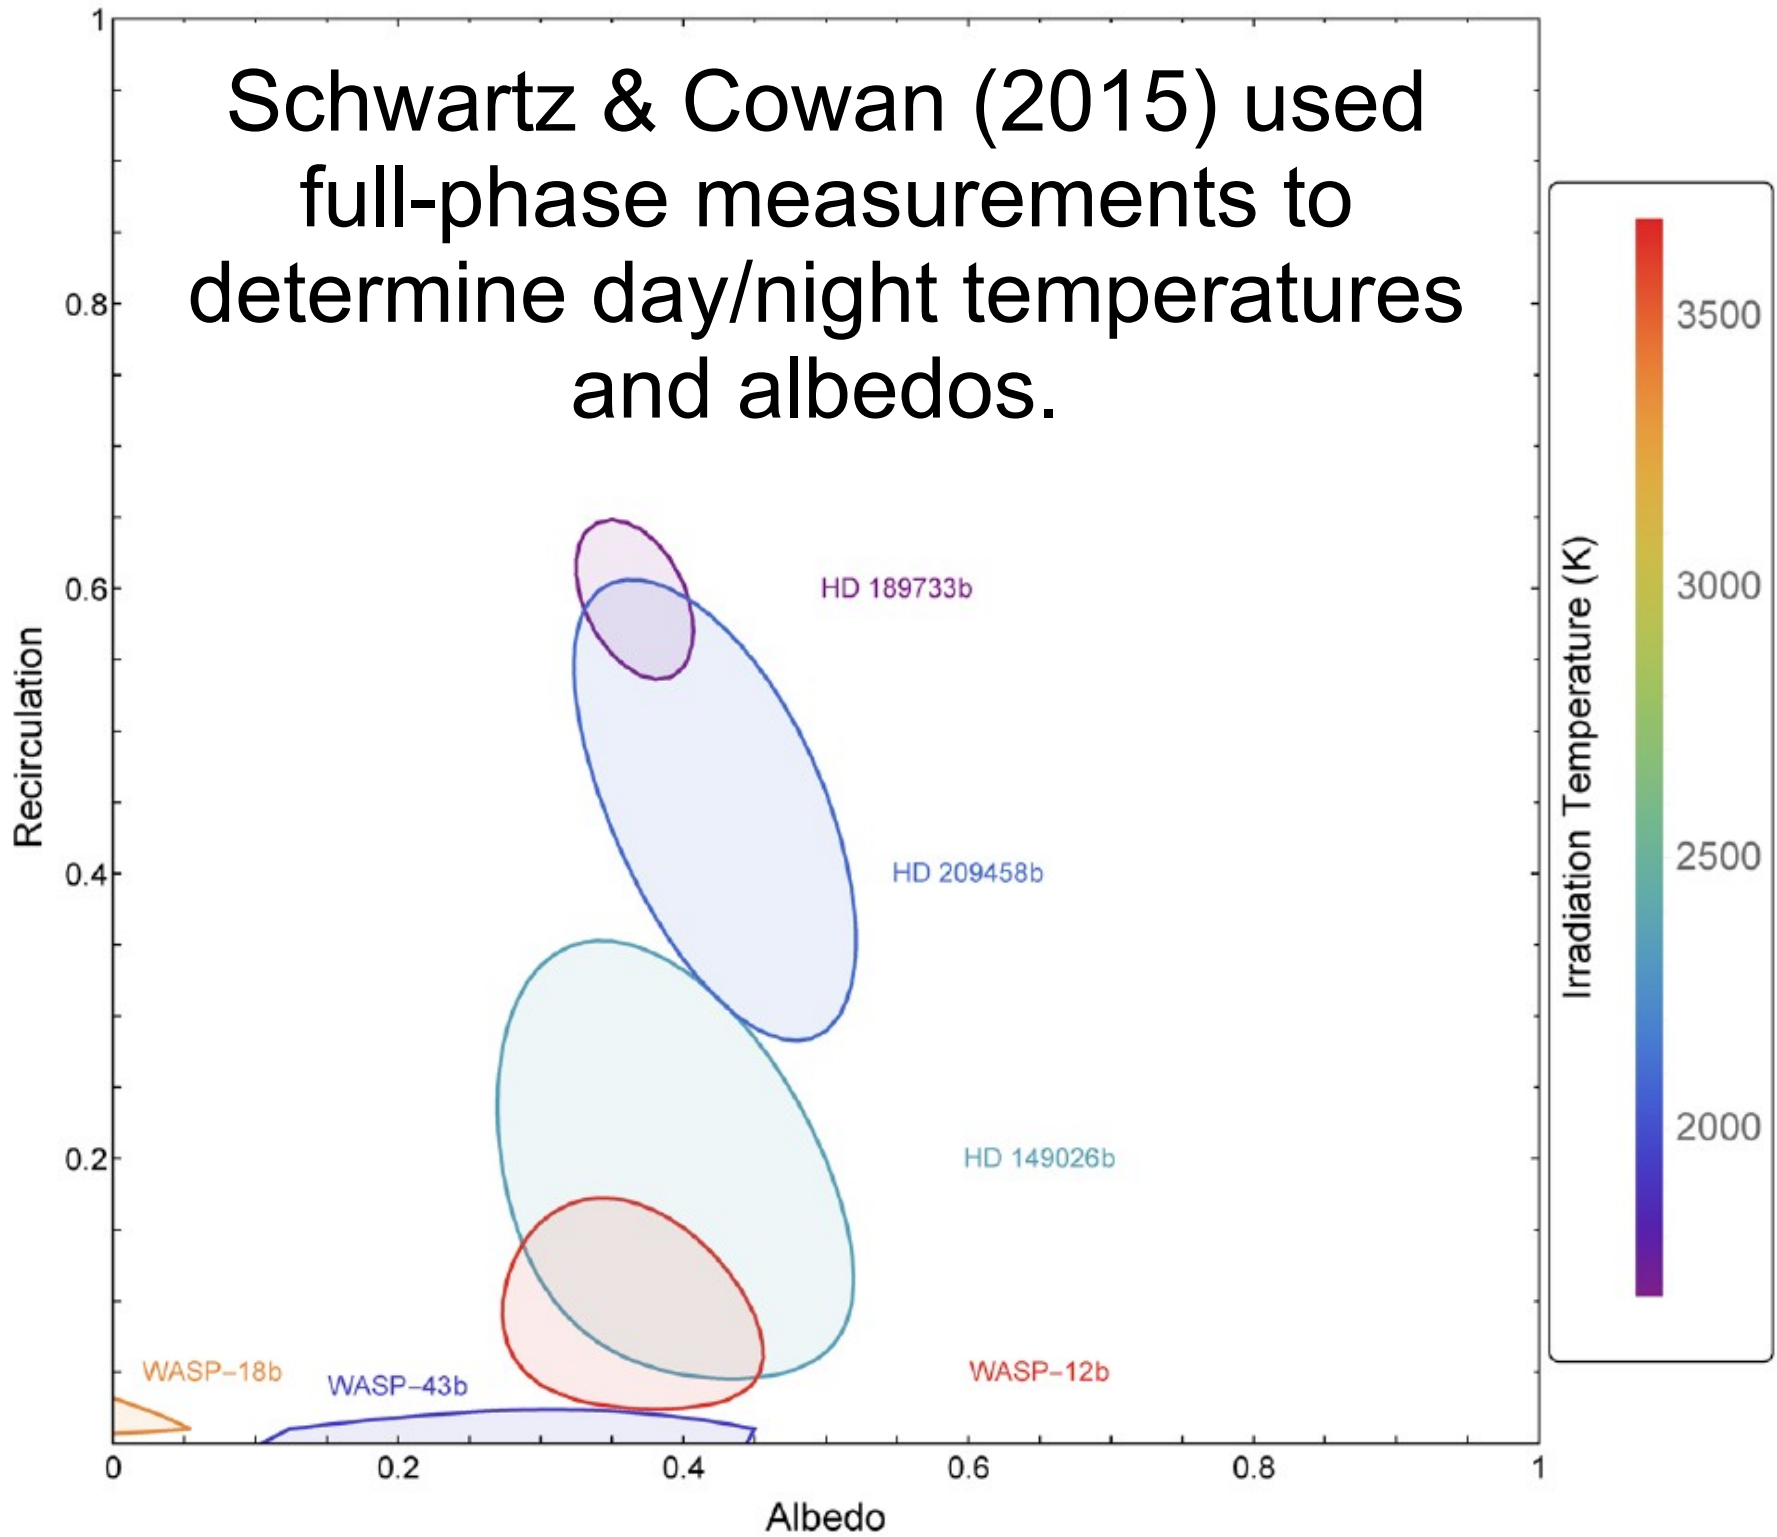 Schwartz & Cowan (2015) used
full-phase measurements to
determine day/night temperatures
and albedos.
1
0.8
0.6
0.4
0.2
Recirculation
HD 189733b
HD 209458b
HD 149026b
WASP–12b
WASP–18b
WASP–43b
0 0.2 0.4 0.6 0.8 1
Albedo
Irradiation Temperature (K)
3500
3000
2500
2000